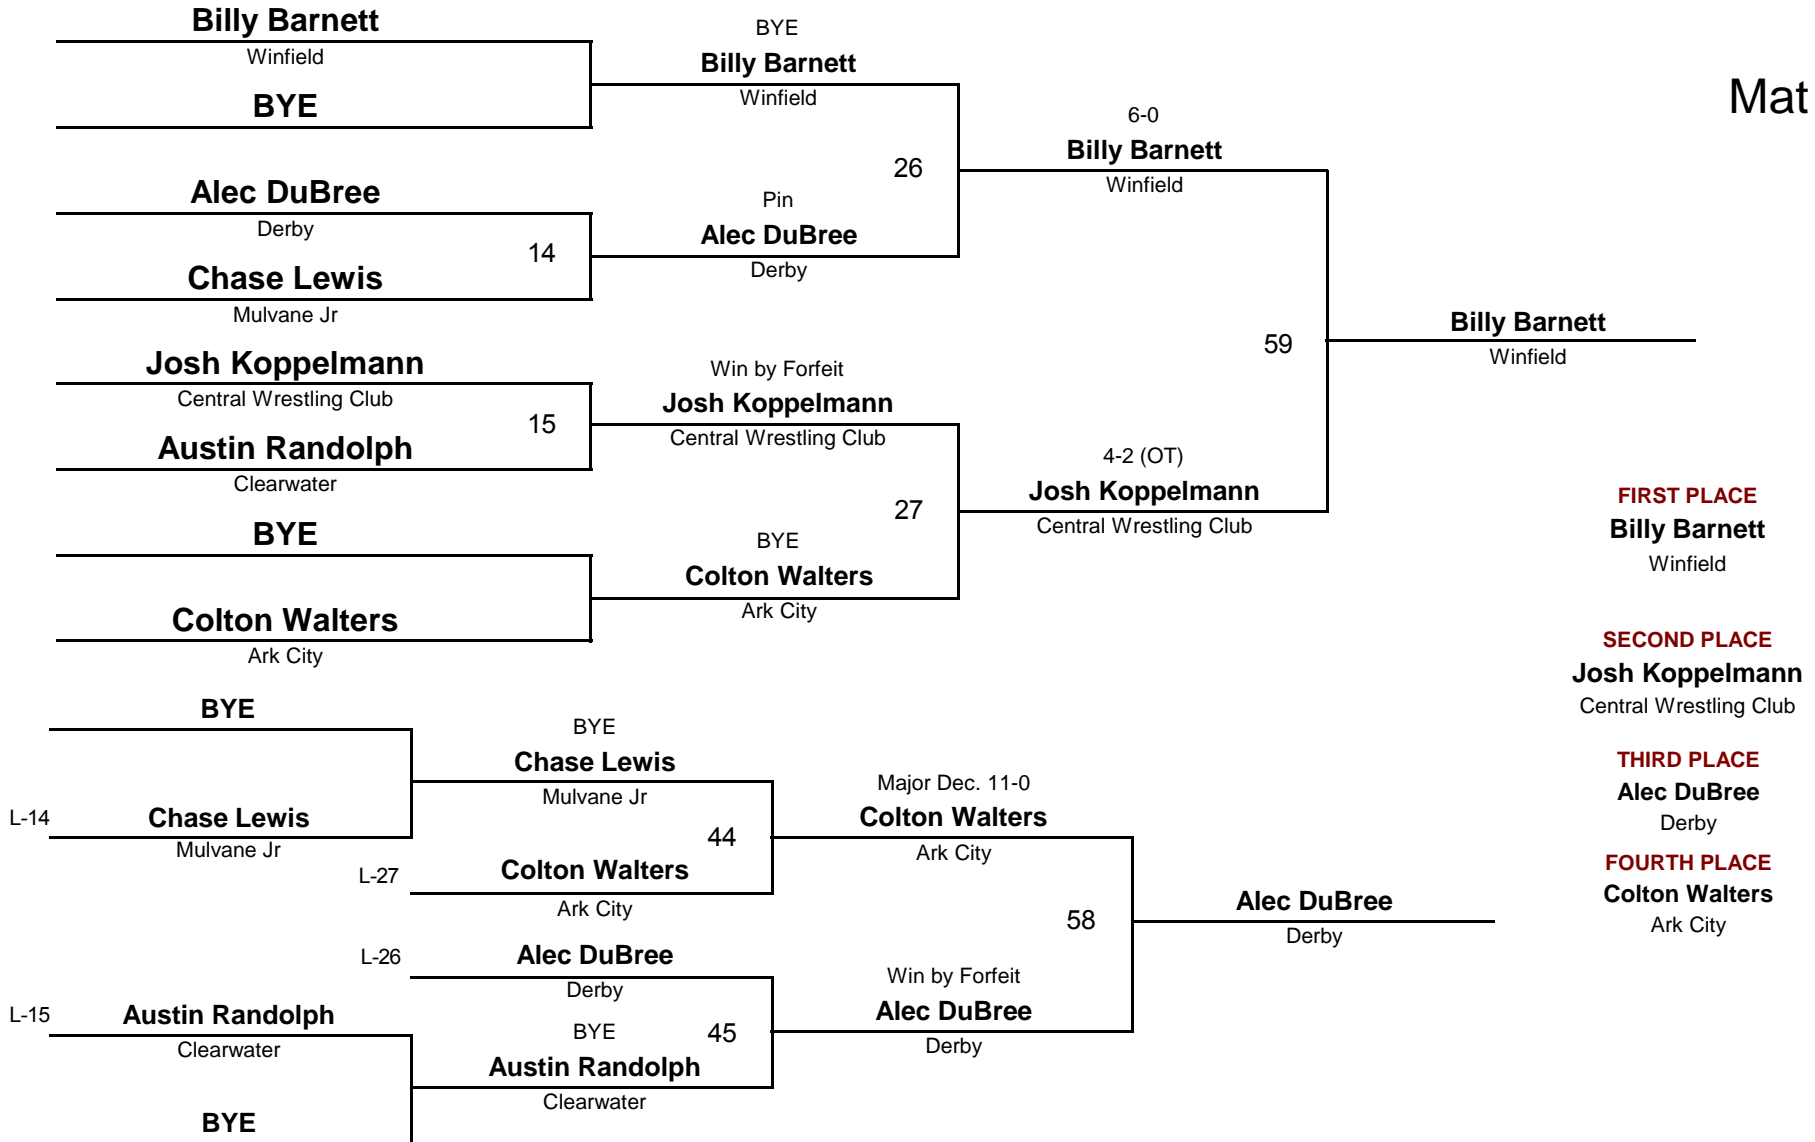 Billy Barnett
Winfield
BYE
Alec DuBree
Derby
14
Chase Lewis
Mulvane Jr
Josh Koppelmann
Central Wrestling Club
15
Austin Randolph
Clearwater
BYE
Colton Walters
Ark City
BYE
Billy Barnett
Winfield
26
Pin
Alec DuBree
Derby
Win by Forfeit
Josh Koppelmann
Central Wrestling Club
27
BYE
Colton Walters
Ark City
6-0
Billy Barnett
Winfield
59
4-2 (OT)
Josh Koppelmann
Central Wrestling Club
Billy Barnett
Winfield
Mat
FIRST PLACE
Billy Barnett
Winfield
SECOND PLACE
Josh Koppelmann
Central Wrestling Club
THIRD PLACE
Alec DuBree
Derby
FOURTH PLACE
Colton Walters
Ark City
BYE
L-14
Chase Lewis
Mulvane Jr
L-15
Austin Randolph
Clearwater
BYE
BYE
Chase Lewis
Mulvane Jr
44
L-27
Colton Walters
Ark City
L-26
Alec DuBree
Derby
45
BYE
Austin Randolph
Clearwater
Major Dec. 11-0
Colton Walters
Ark City
58
Win by Forfeit
Alec DuBree
Derby
Alec DuBree
Derby